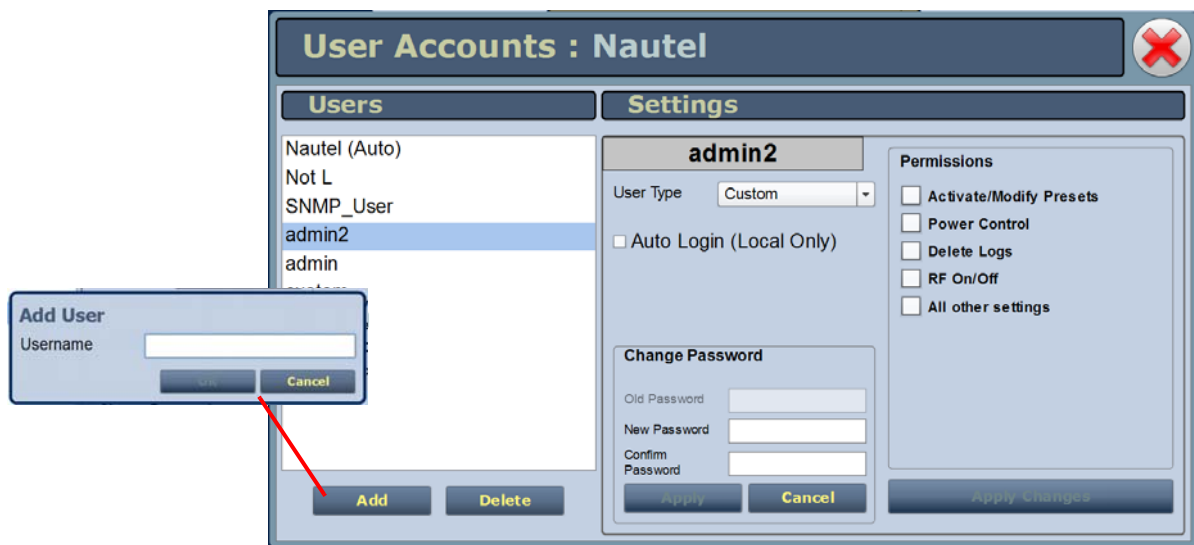 User Accounts : Nautel
Users
Nautel (Auto)
Not L
SNMP_User
admin2
admin
Add User
Username
Ok
Cancel
Add
Delete
Settings
admin2
User Type
Custom
Auto Login (Local Only)
Change Password
Old Password
New Password
Confirm
Password
Apply
Cancel
Permissions
Activate/Modify Presets
Power Control
Delete Logs
RF On/Off
All other settings
Apply Changes